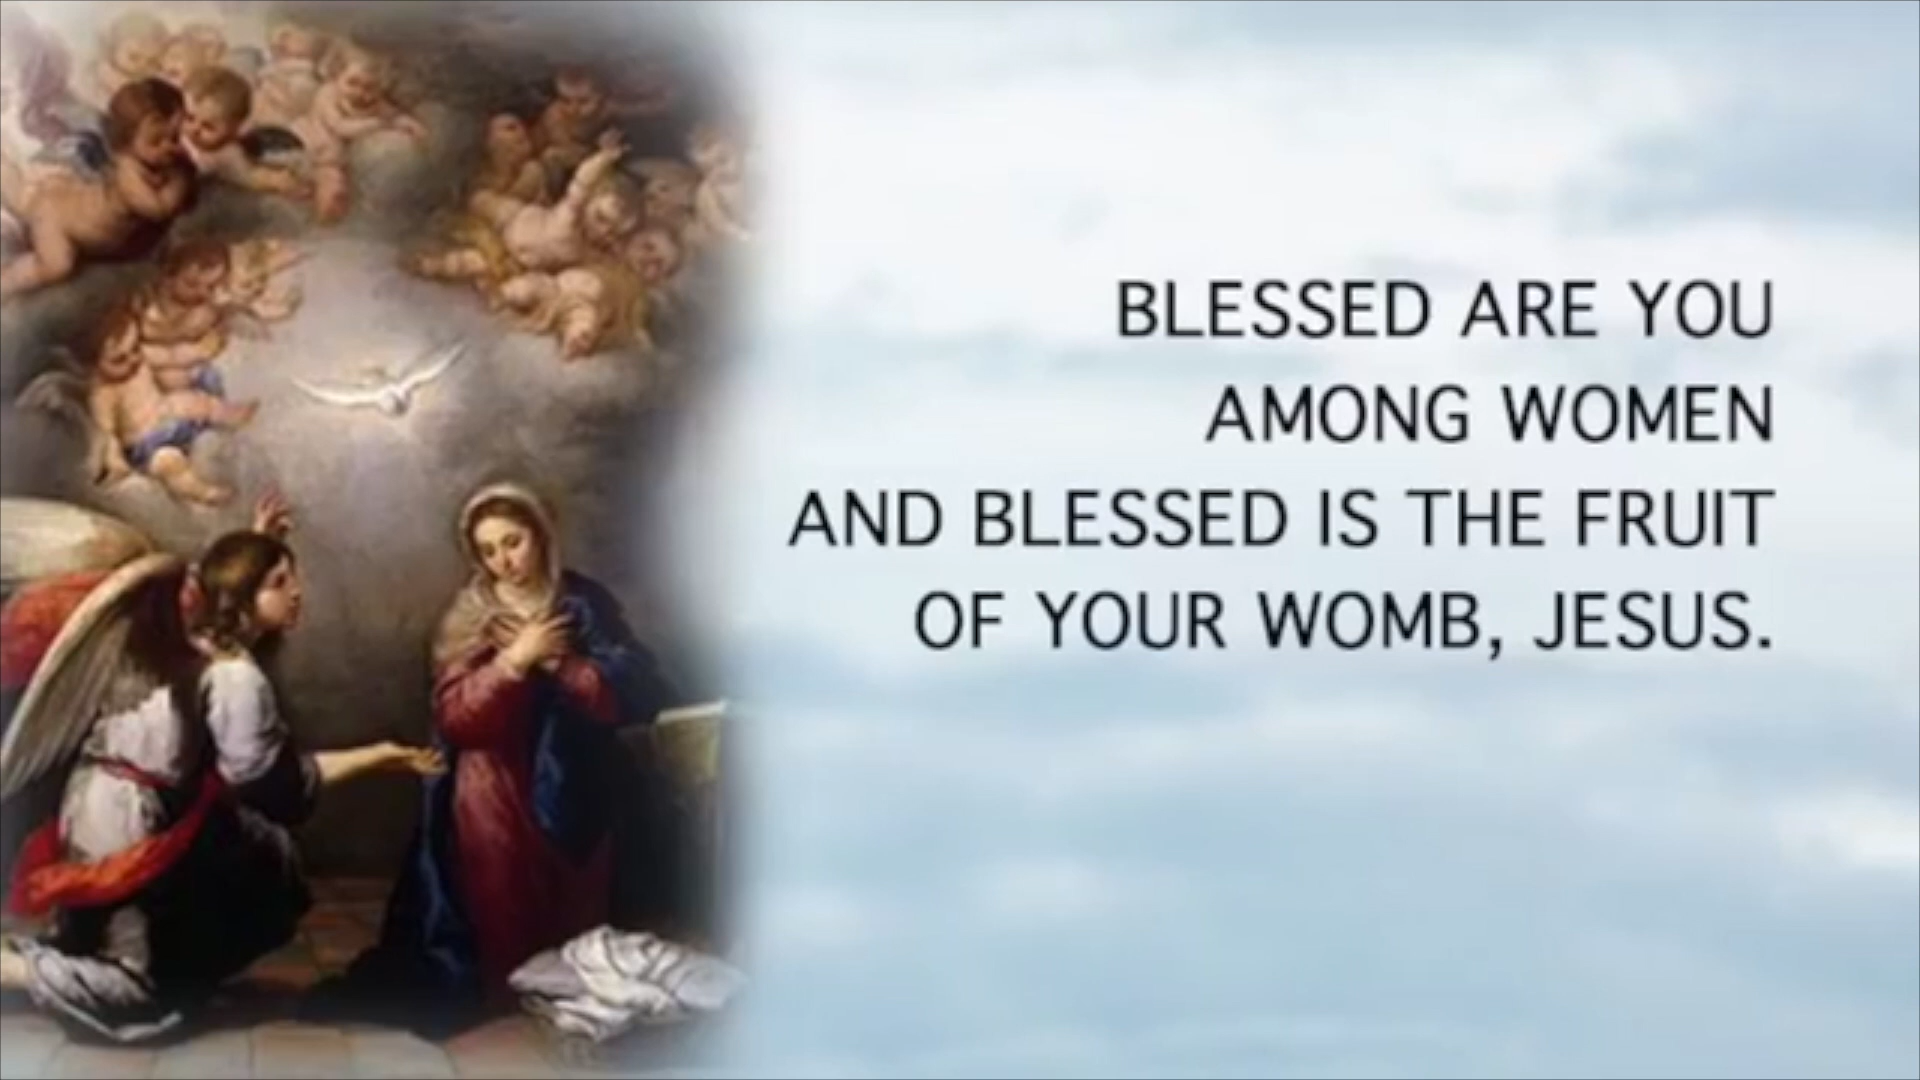 BLESSED ARE YOU
AMONG WOMEN
AND BLESSED IS THE FRUIT
OF YOUR WOMB, JESUS.